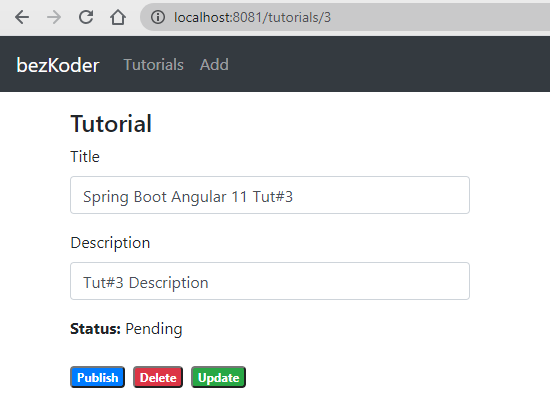 localhost:8081/tutorials/3
bezKoder Tutorials Add
Tutorial
Title
Spring Boot Angular 11 Tut#3
Description
Tut#3 Description
Status: Pending
Publish Delete Update